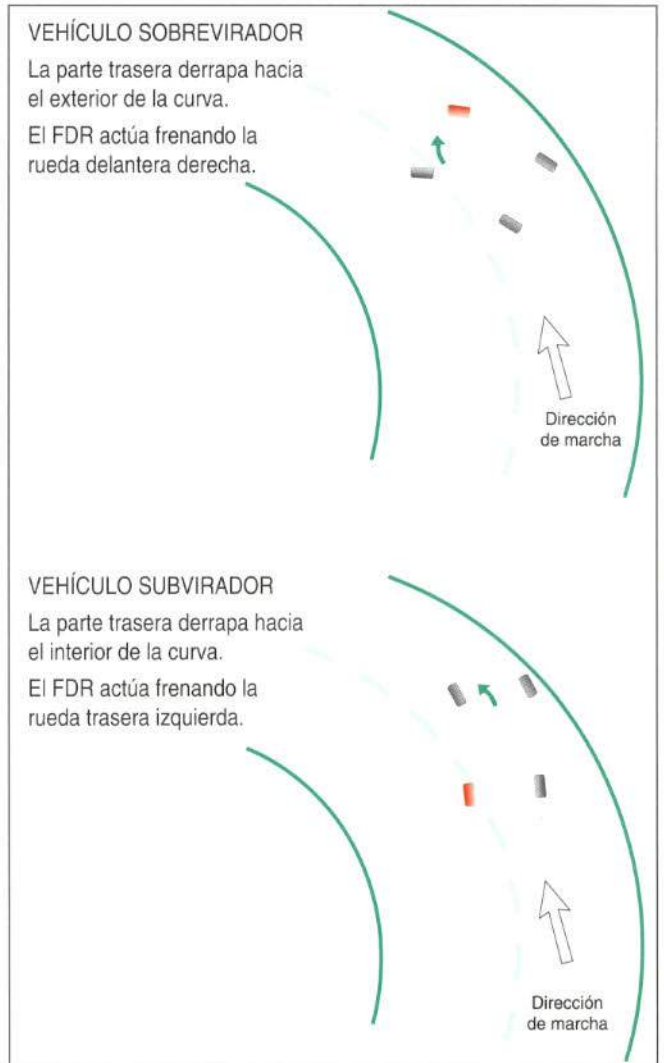 VEHÍCULO SOBREVIRADOR
La parte trasera derrapa hacia
el exterior de la curva.
El FDR actúa frenando la
rueda delantera derecha.
Dirección
de marcha
VEHÍCULO SUBVIRADOR
La parte trasera derrapa hacia
el interior de la curva.
El FDR actúa frenando la
rueda trasera izquierda.
Dirección
de marcha